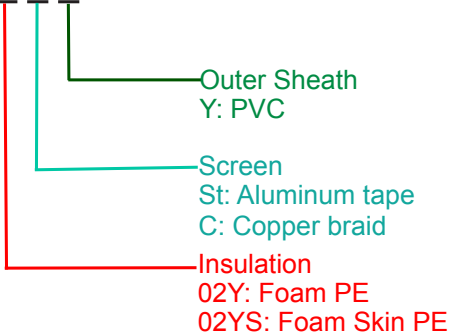 Outer Sheath
Y: PVC
Screen
St: Aluminum tape
C: Copper braid
Insulation
02Y: Foam PE
02YS: Foam Skin PE